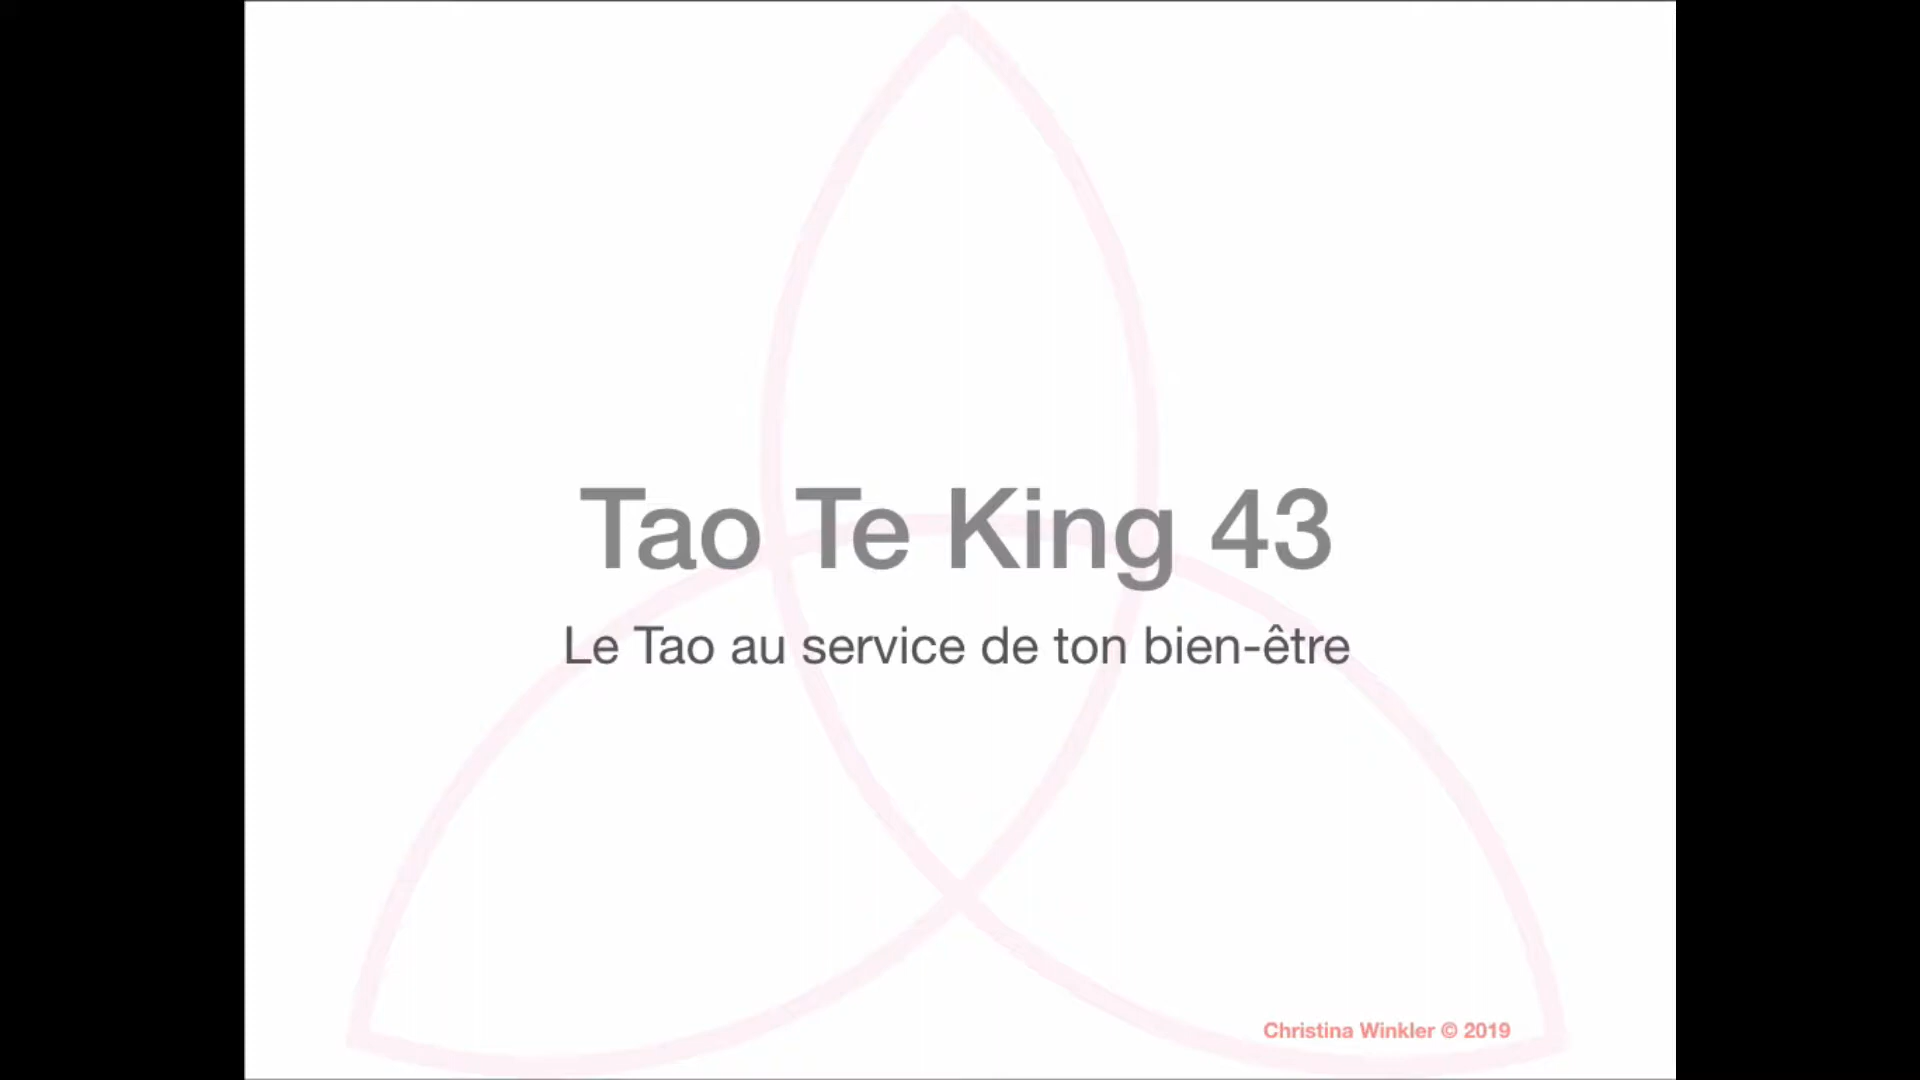 Tao Te King 43
Le Tao au service de ton bien-être
Christina Winkler © 2019